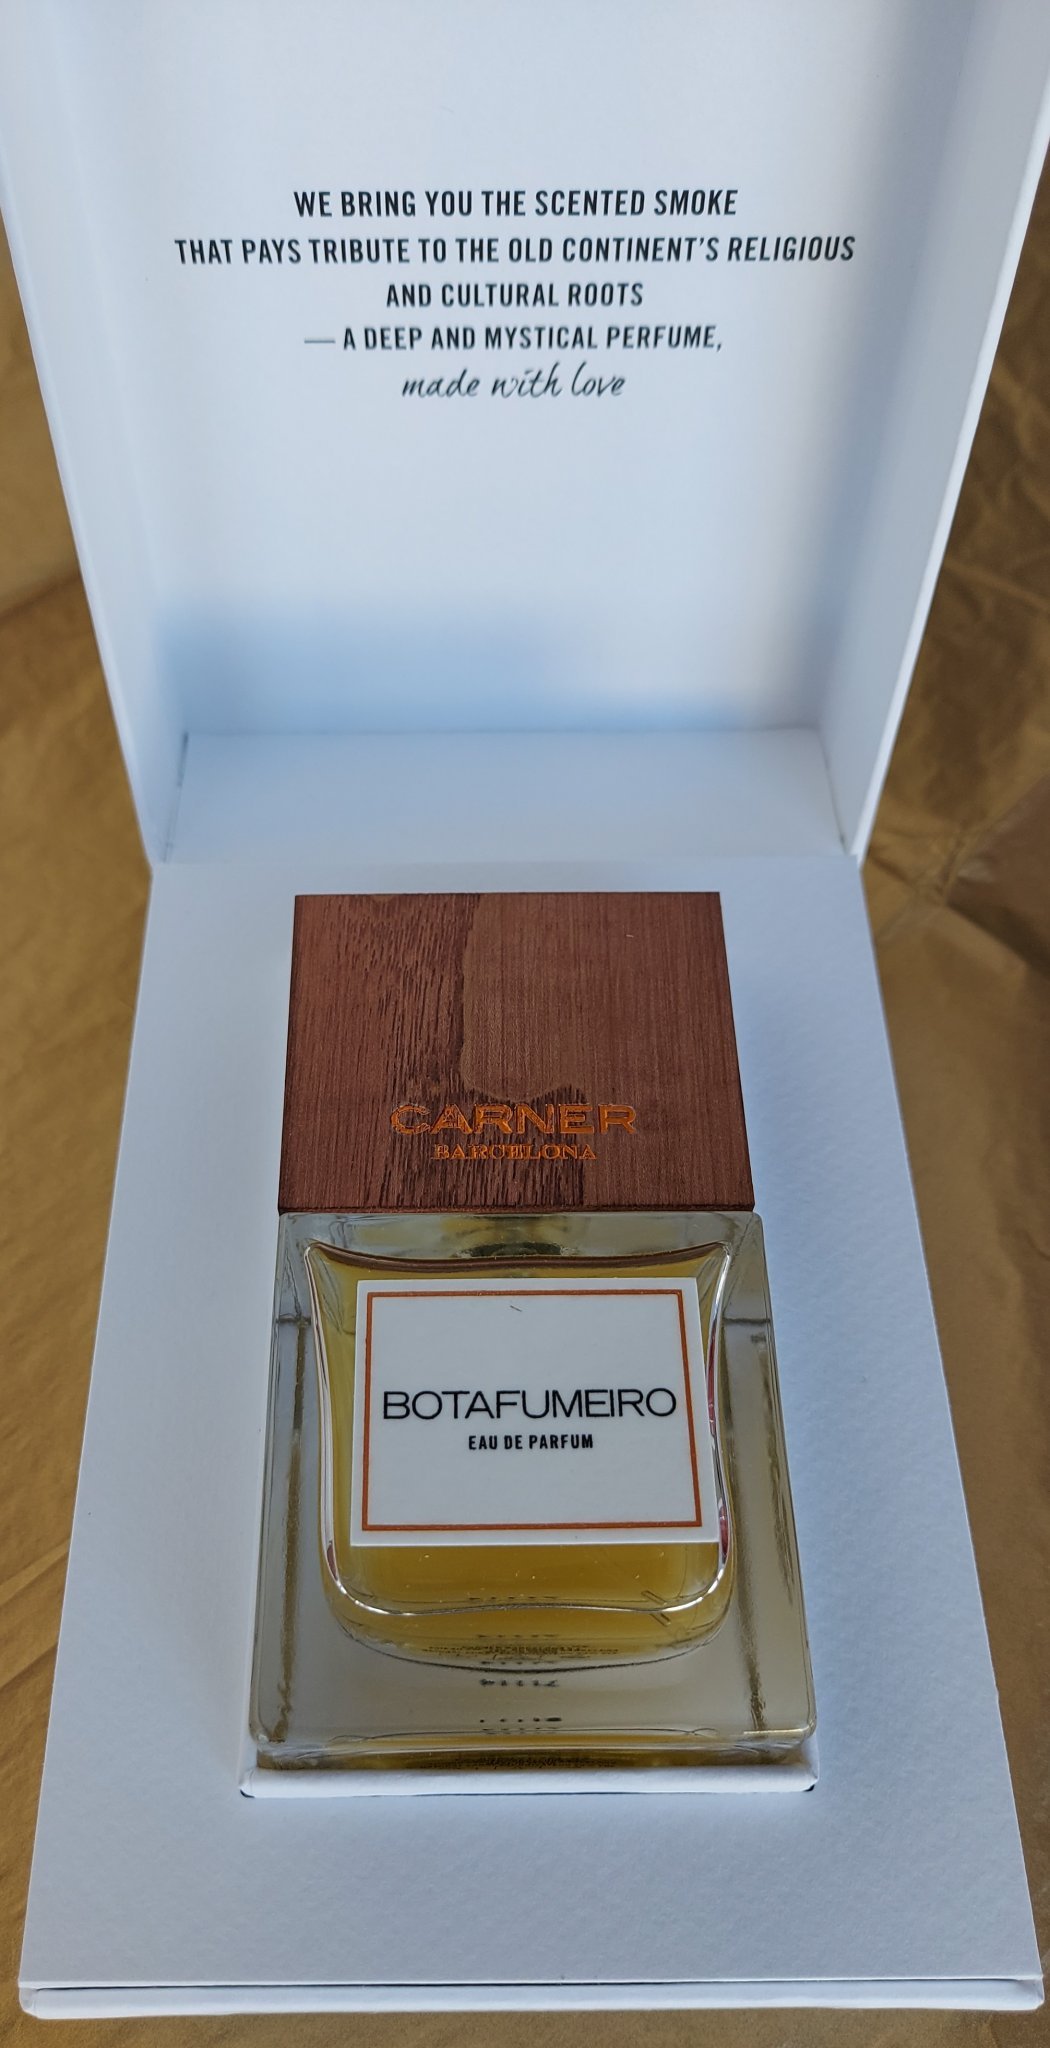 WE BRING YOU THE SCENTED SMOKE
THAT PAYS TRIBUTE TO THE OLD CONTINENT'S RELIGIOUS
AND CULTURAL ROOTS
— A DEEP AND MYSTICAL PERFUME,
made with love
CARNER
BARCELONA
BOTAFUMEIRO
EAU DE PARFUM